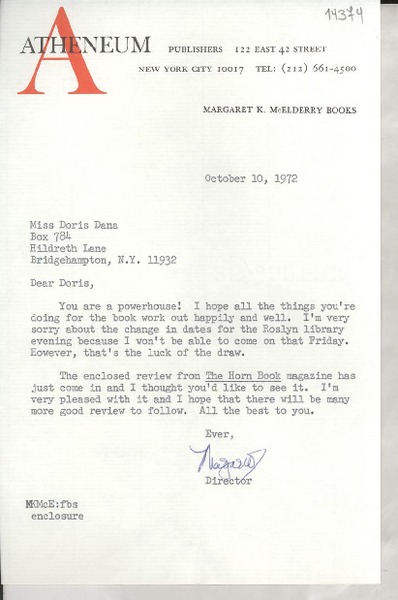 14374
ATHENEUM PUBLISHERS 122 EAST 42 STREET
NEW YORK CITY 10017 TEL: (212) 661-4500
MARGARET K. McELDERRY BOOKS
October 10, 1972
Miss Doris Dana
Box 784
Hildreth Lane
Bridgehampton, N.Y. 11932
Dear Doris,
You are a powerhouse! I hope all the things you're
doing for the book work out happily and well. I'm very
sorry about the change in dates for the Roslyn library
evening because I won't be able to come on that Friday.
However, that's the luck of the draw.
The enclosed review from The Horn Book magazine has
just come in and I thought you'd like to see it. I'm
very pleased with it and I hope that there will be many
more good review to follow. All the best to you.
Ever,
Margaret
Director
MKMcE:fbs
enclosure